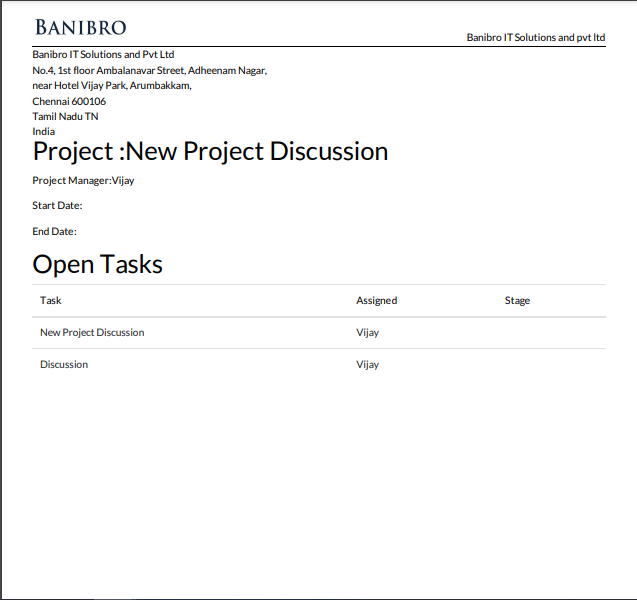 BANIBRO
Banibro IT Solutions and pvt ltd
Banibro IT Solutions and Pvt Ltd
No.4, 1st floor Ambalanavar Street, Adheenam Nagar,
near Hotel Vijay Park, Arumbakkam,
Chennai 600106
Tamil Nadu TN
India
Project :New Project Discussion
Project Manager:Vijay
Start Date:
End Date:
Open Tasks
Task Assigned Stage
New Project Discussion Vijay
Discussion Vijay